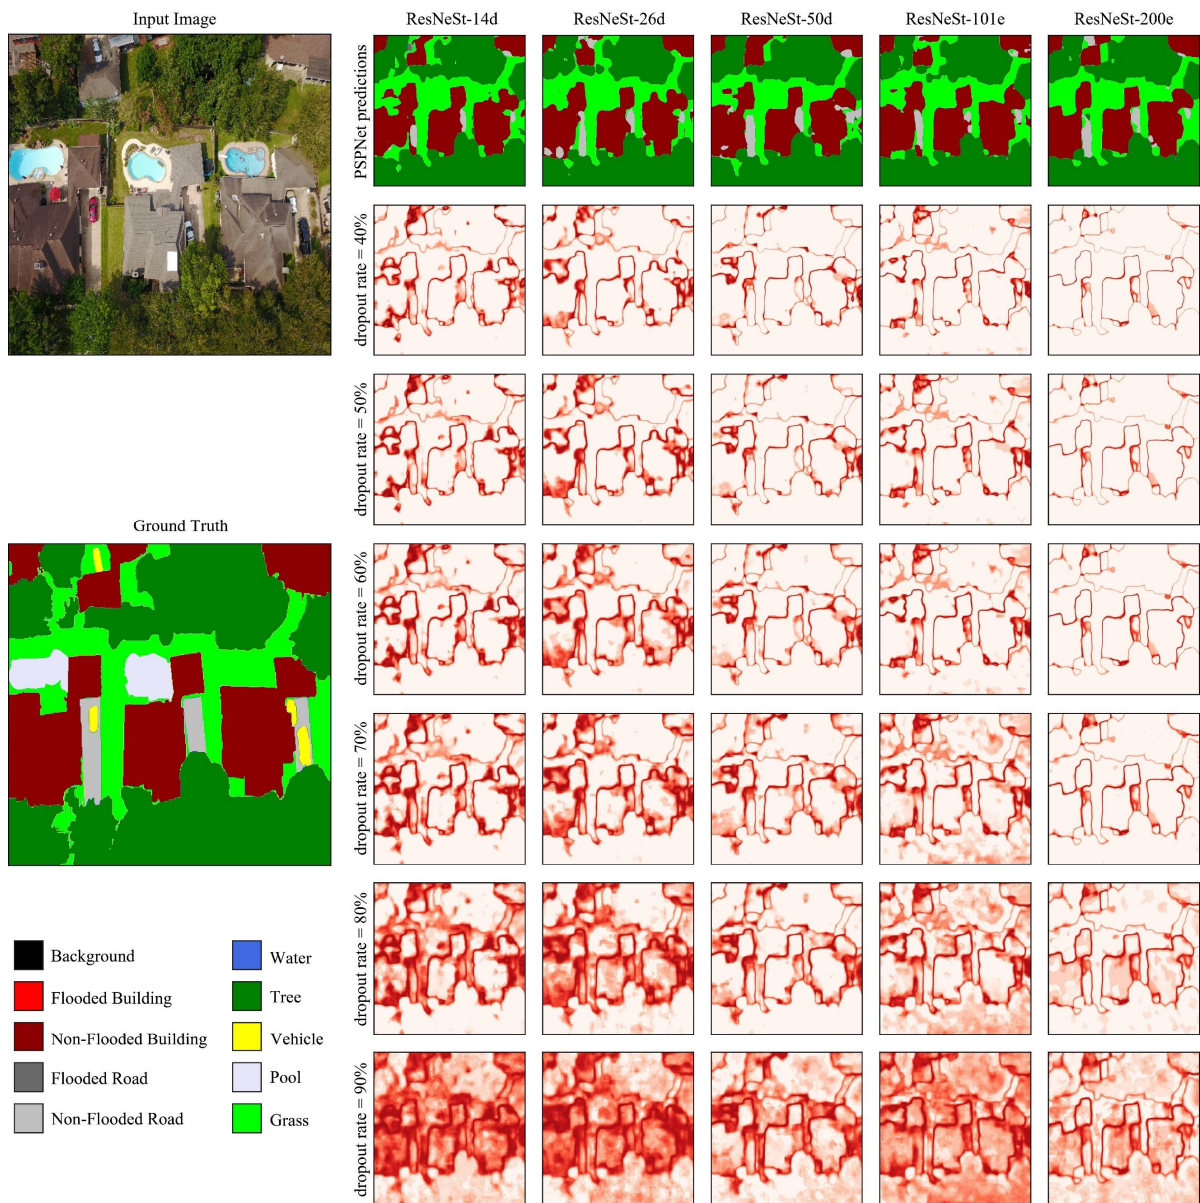 Input Image
ResNeSt-14d
ResNeSt-26d
ResNeSt-50d
ResNeSt-101e
ResNeSt-200e
PSPNet predictions
dropout rate = 40%
dropout rate = 50%
Ground Truth
dropout rate = 60%
dropout rate = 70%
dropout rate = 80%
dropout rate = 90%
Background
Flooded Building
Non-Flooded Building
Flooded Road
Non-Flooded Road
Water
Tree
Vehicle
Pool
Grass